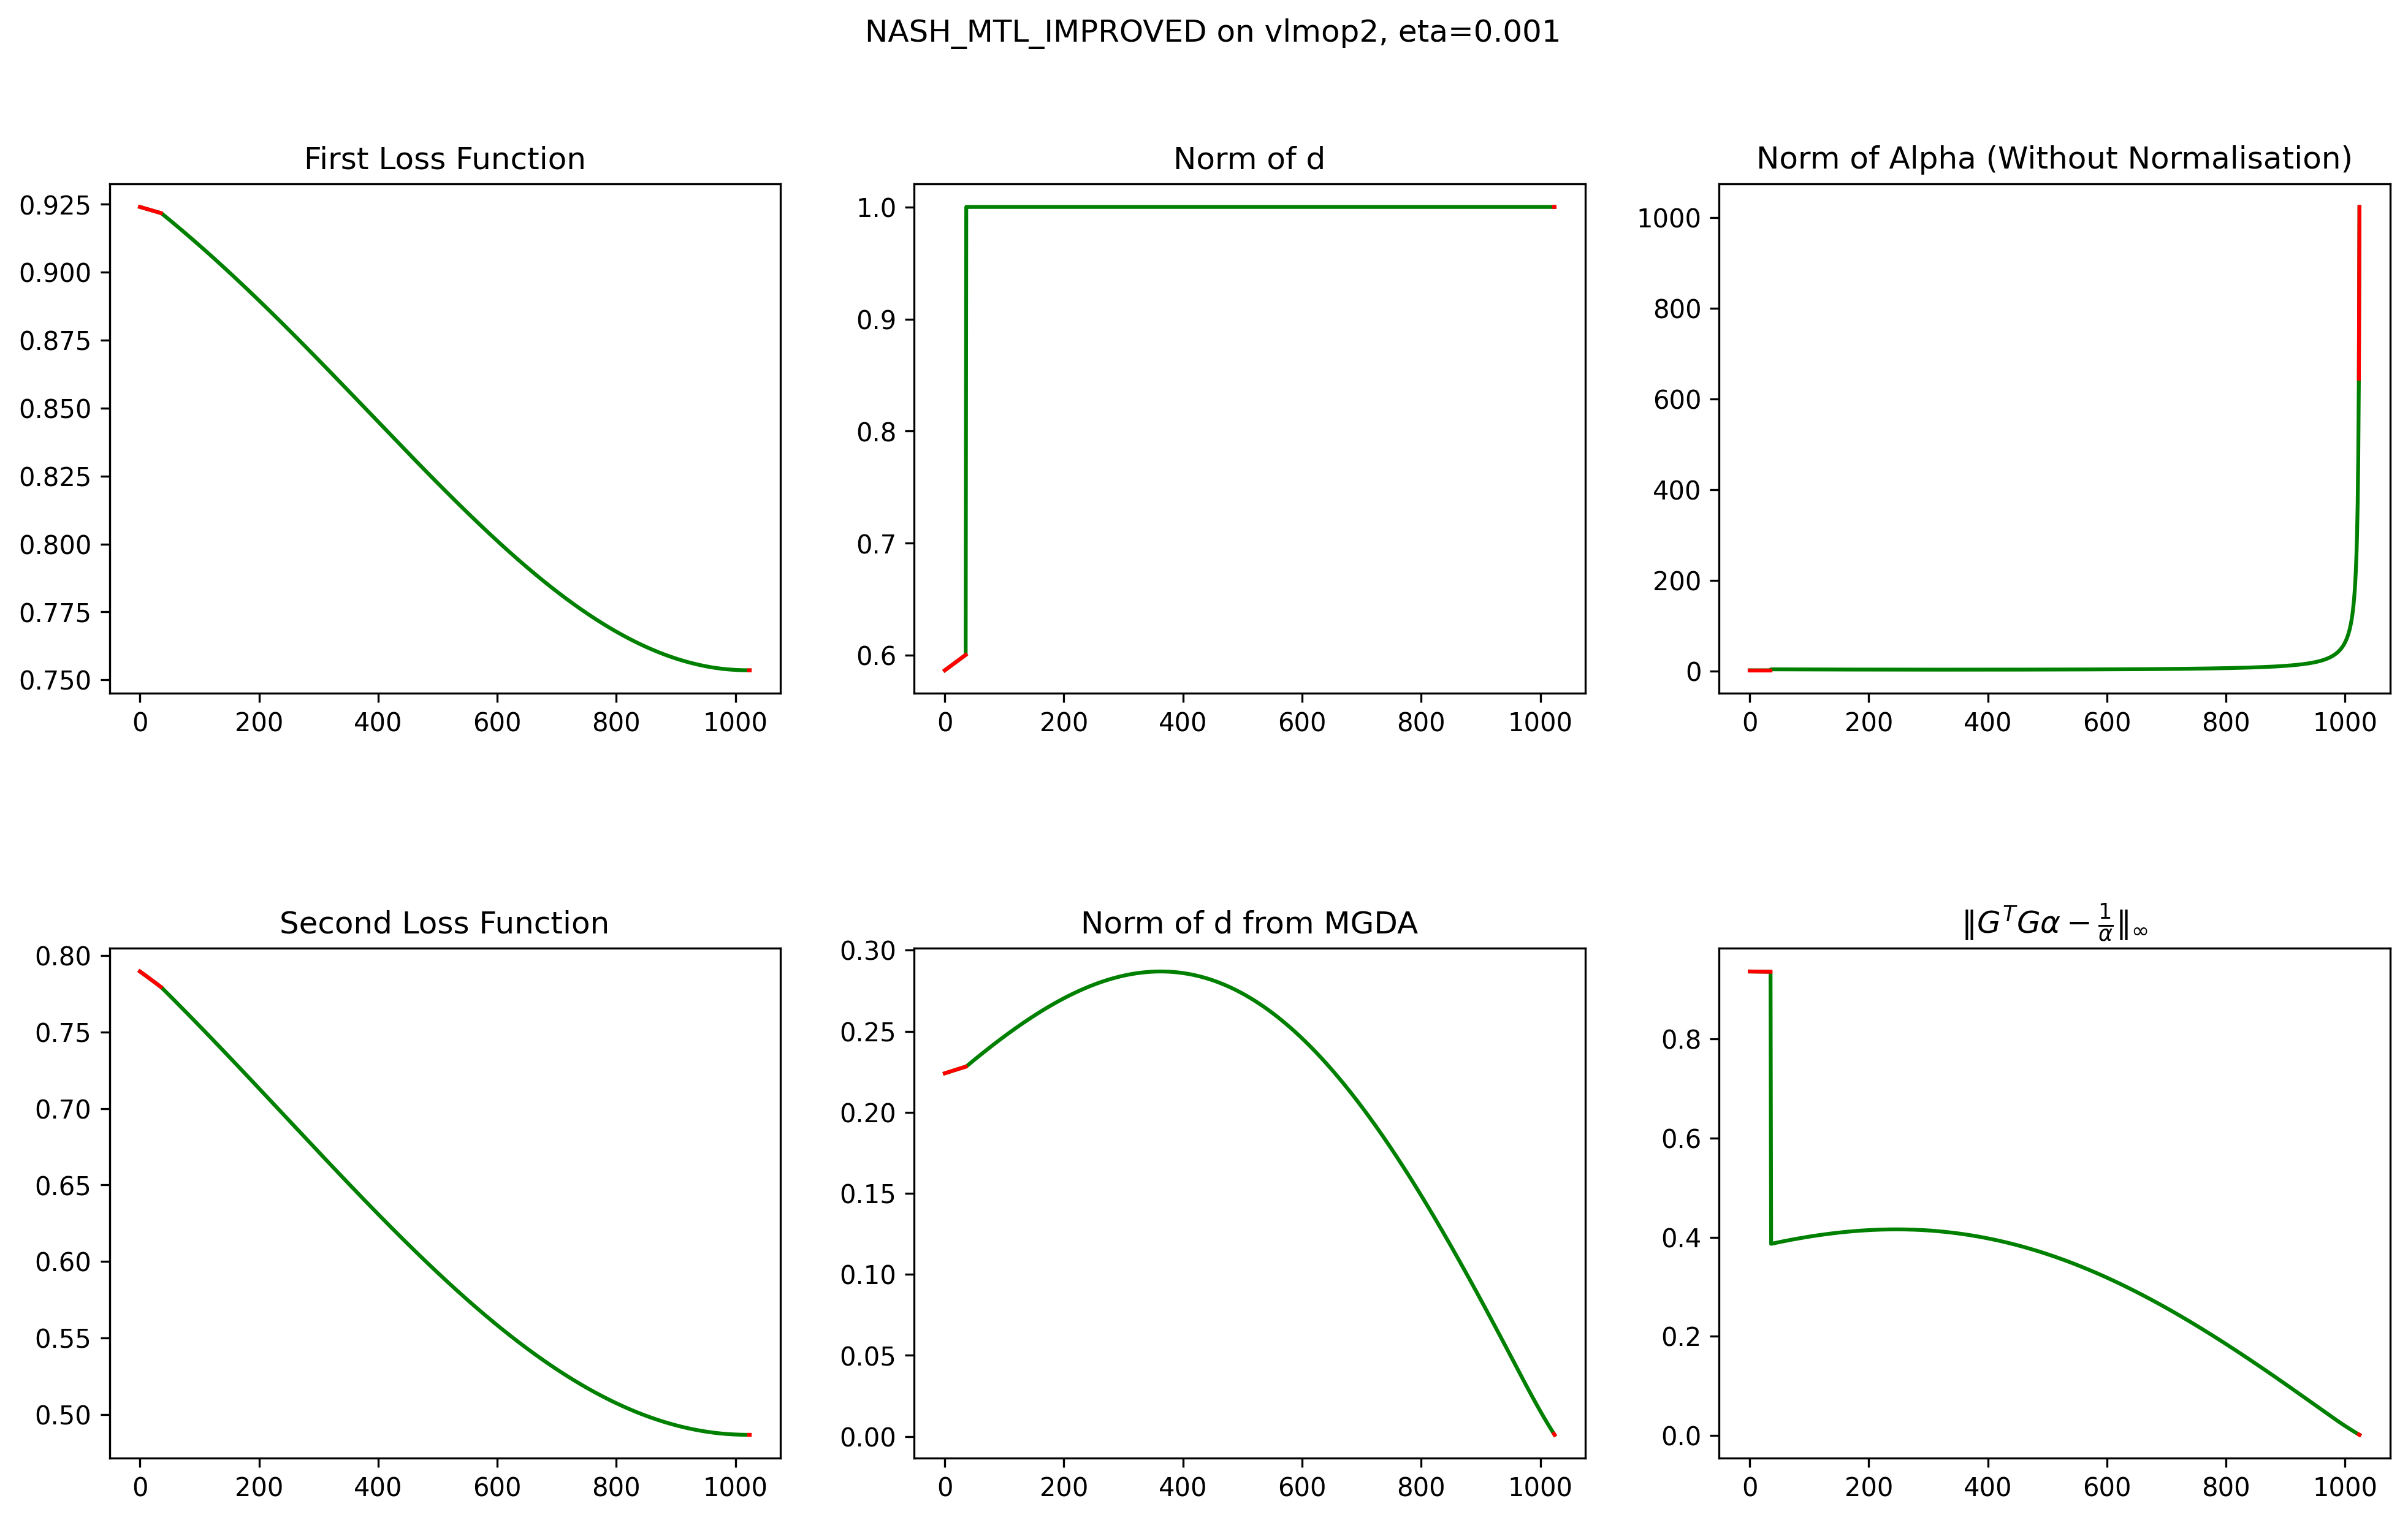 NASH_MTL_IMPROVED on vlmop2, eta=0.001
First Loss Function
0.925
0.900
0.875
0.850
0.825
0.800
0.775
0.750
0 200 400 600 800 1000
Norm of d
1.0
0.9
0.8
0.7
0.6
0 200 400 600 800 1000
Norm of Alpha (Without Normalisation)
1000
800
600
400
200
0
0 200 400 600 800 1000
Second Loss Function
0.80
0.75
0.70
0.65
0.60
0.55
0.50
0 200 400 600 800 1000
Norm of d from MGDA
0.30
0.25
0.20
0.15
0.10
0.05
0.00
0 200 400 600 800 1000
‖G^T Gα − 1/α‖∞
0.8
0.6
0.4
0.2
0.0
0 200 400 600 800 1000